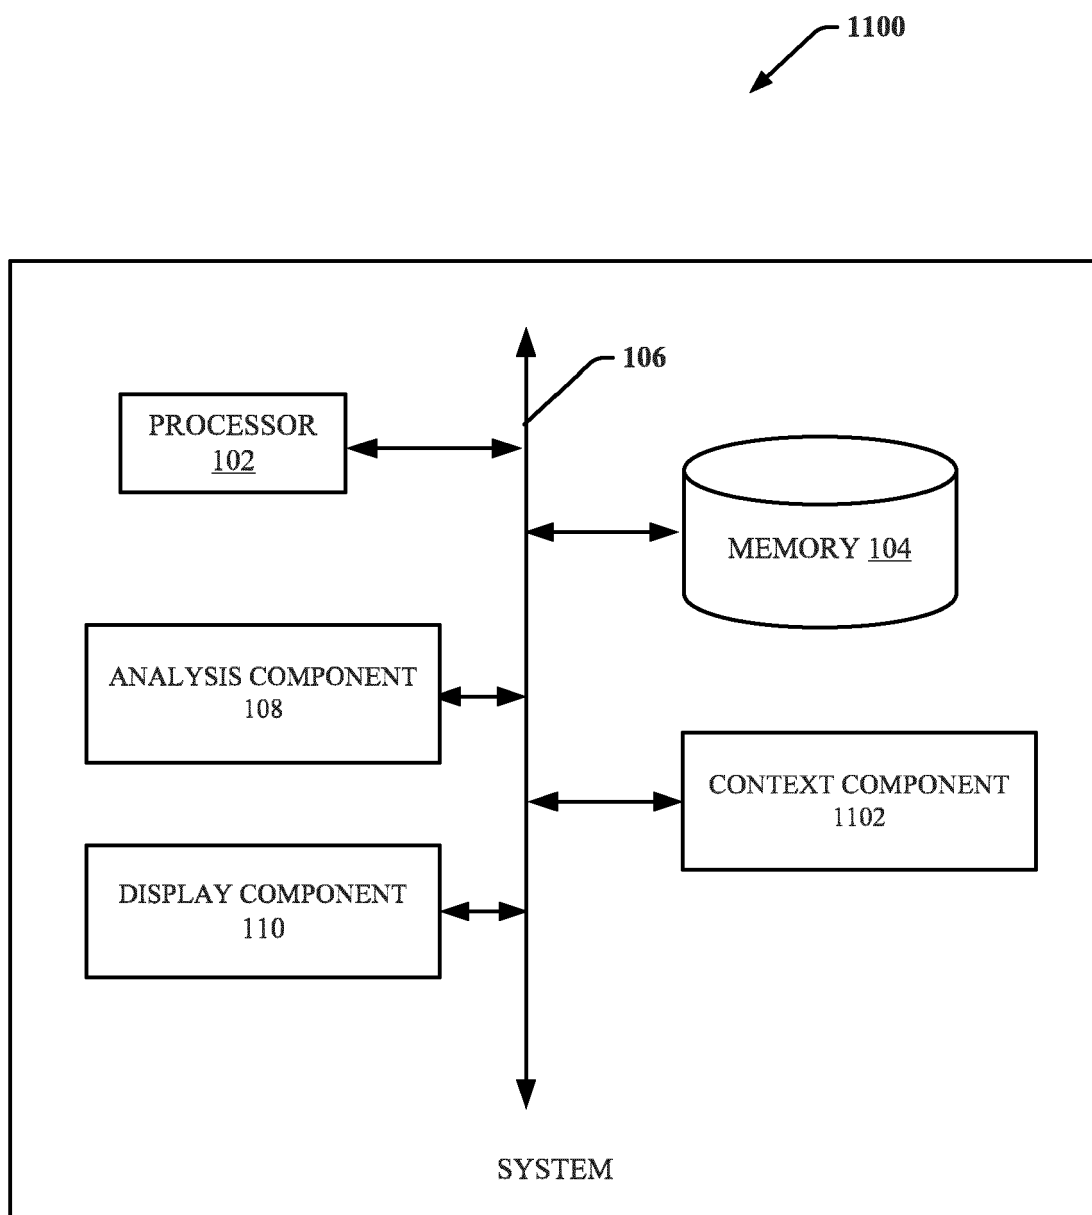 1100
106
PROCESSOR
102
MEMORY 104
ANALYSIS COMPONENT
108
CONTEXT COMPONENT
1102
DISPLAY COMPONENT
110
SYSTEM